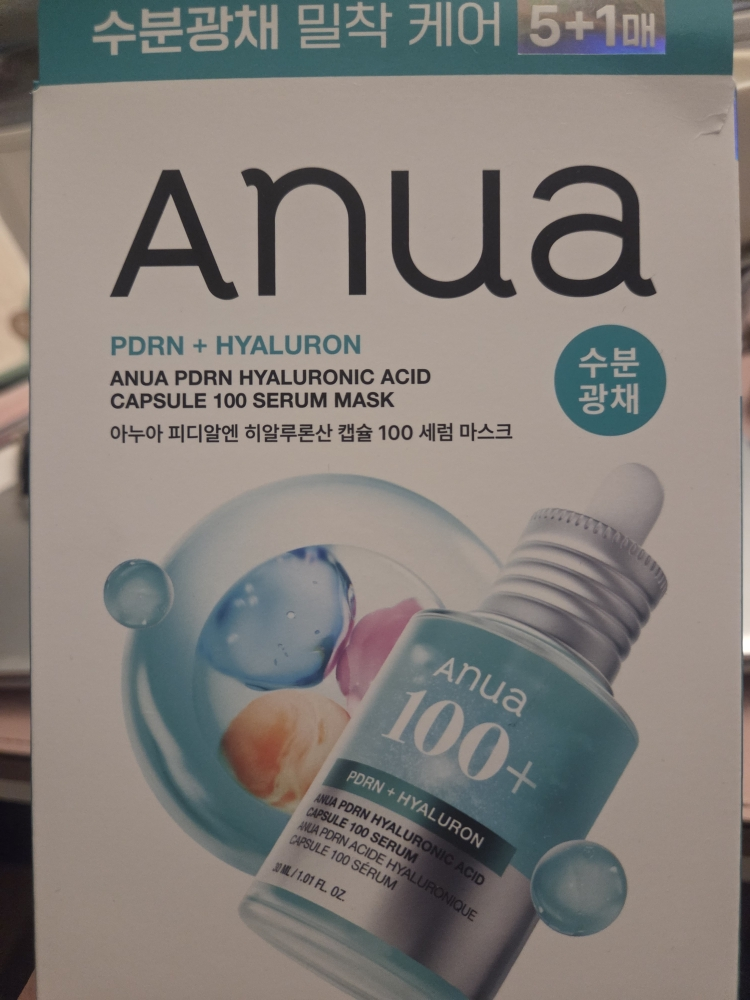 수분광채 밀착 케어 5+1매
Anua
PDRN + HYALURON
ANUA PDRN HYALURONIC ACID
CAPSULE 100 SERUM MASK
아누아 피디알엔 히알루론산 캡슐 100 세럼 마스크
수분
광채
Anua
100+
PDRN + HYALURON
ANUA PDRN HYALURONIC ACID
CAPSULE 100 SERUM
ANUA PDRN ACIDE HYALURONIQUE
CAPSULE 100 SÉRUM
30 ML / 1.01 FL. OZ.